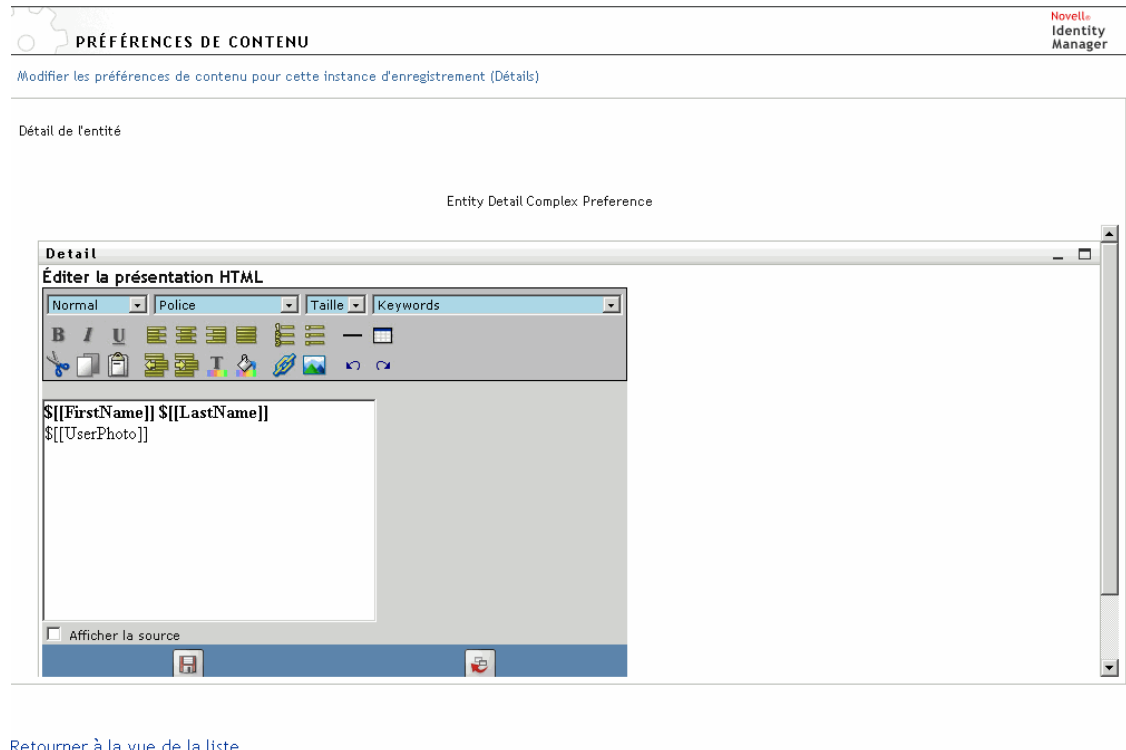 Novell®
Identity
Manager
PRÉFÉRENCES DE CONTENU
Modifier les préférences de contenu pour cette instance d'enregistrement (Détails)
Détail de l'entité
Entity Detail Complex Preference
Detail
Éditer la présentation HTML
Normal Police Taille Keywords
B I U
T
$[[FirstName]] $[[LastName]]
$[[UserPhoto]]
Afficher la source
Retourner à la vue de la liste